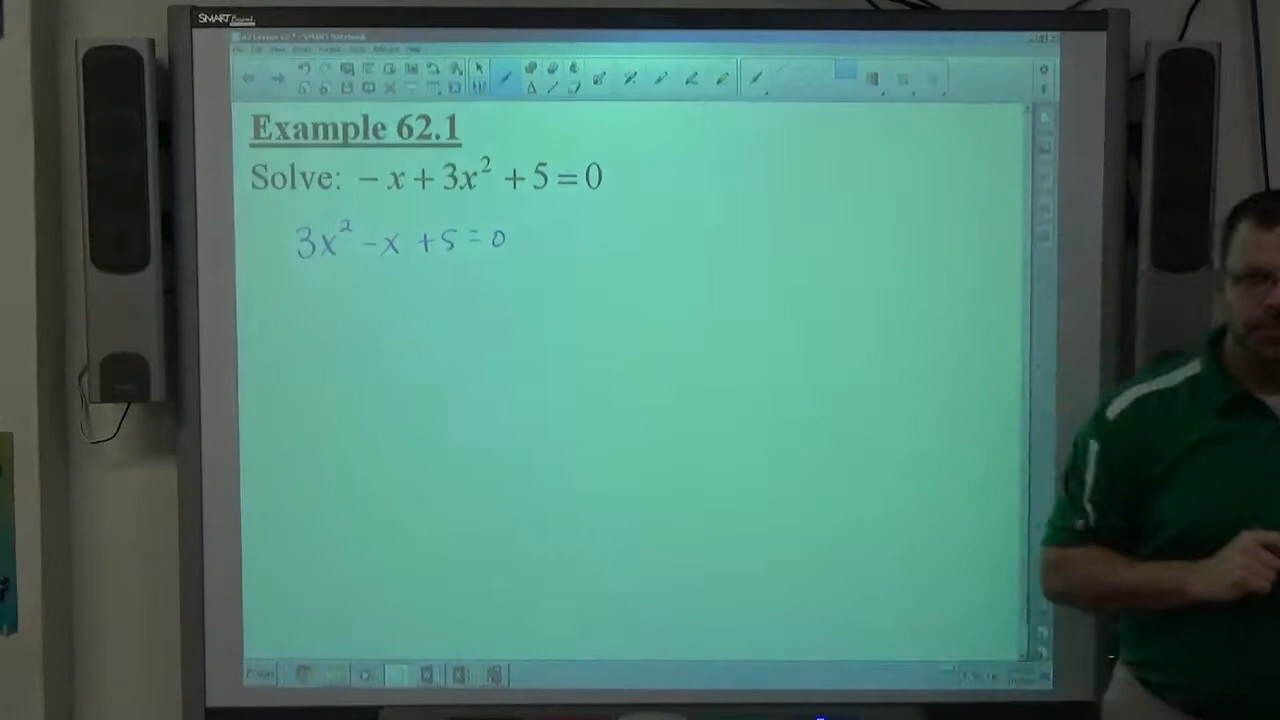 SMART Board
Example 62.1
Solve: − x + 3x² + 5 = 0
3x² − x + 5 = 0